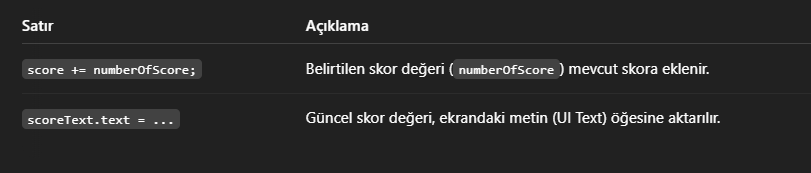 Satır Açıklama
score += numberOfScore; Belirtilen skor değeri ( numberOfScore ) mevcut skora eklenir.
scoreText.text = ... Güncel skor değeri, ekrandaki metin (UI Text) öğesine aktarılır.